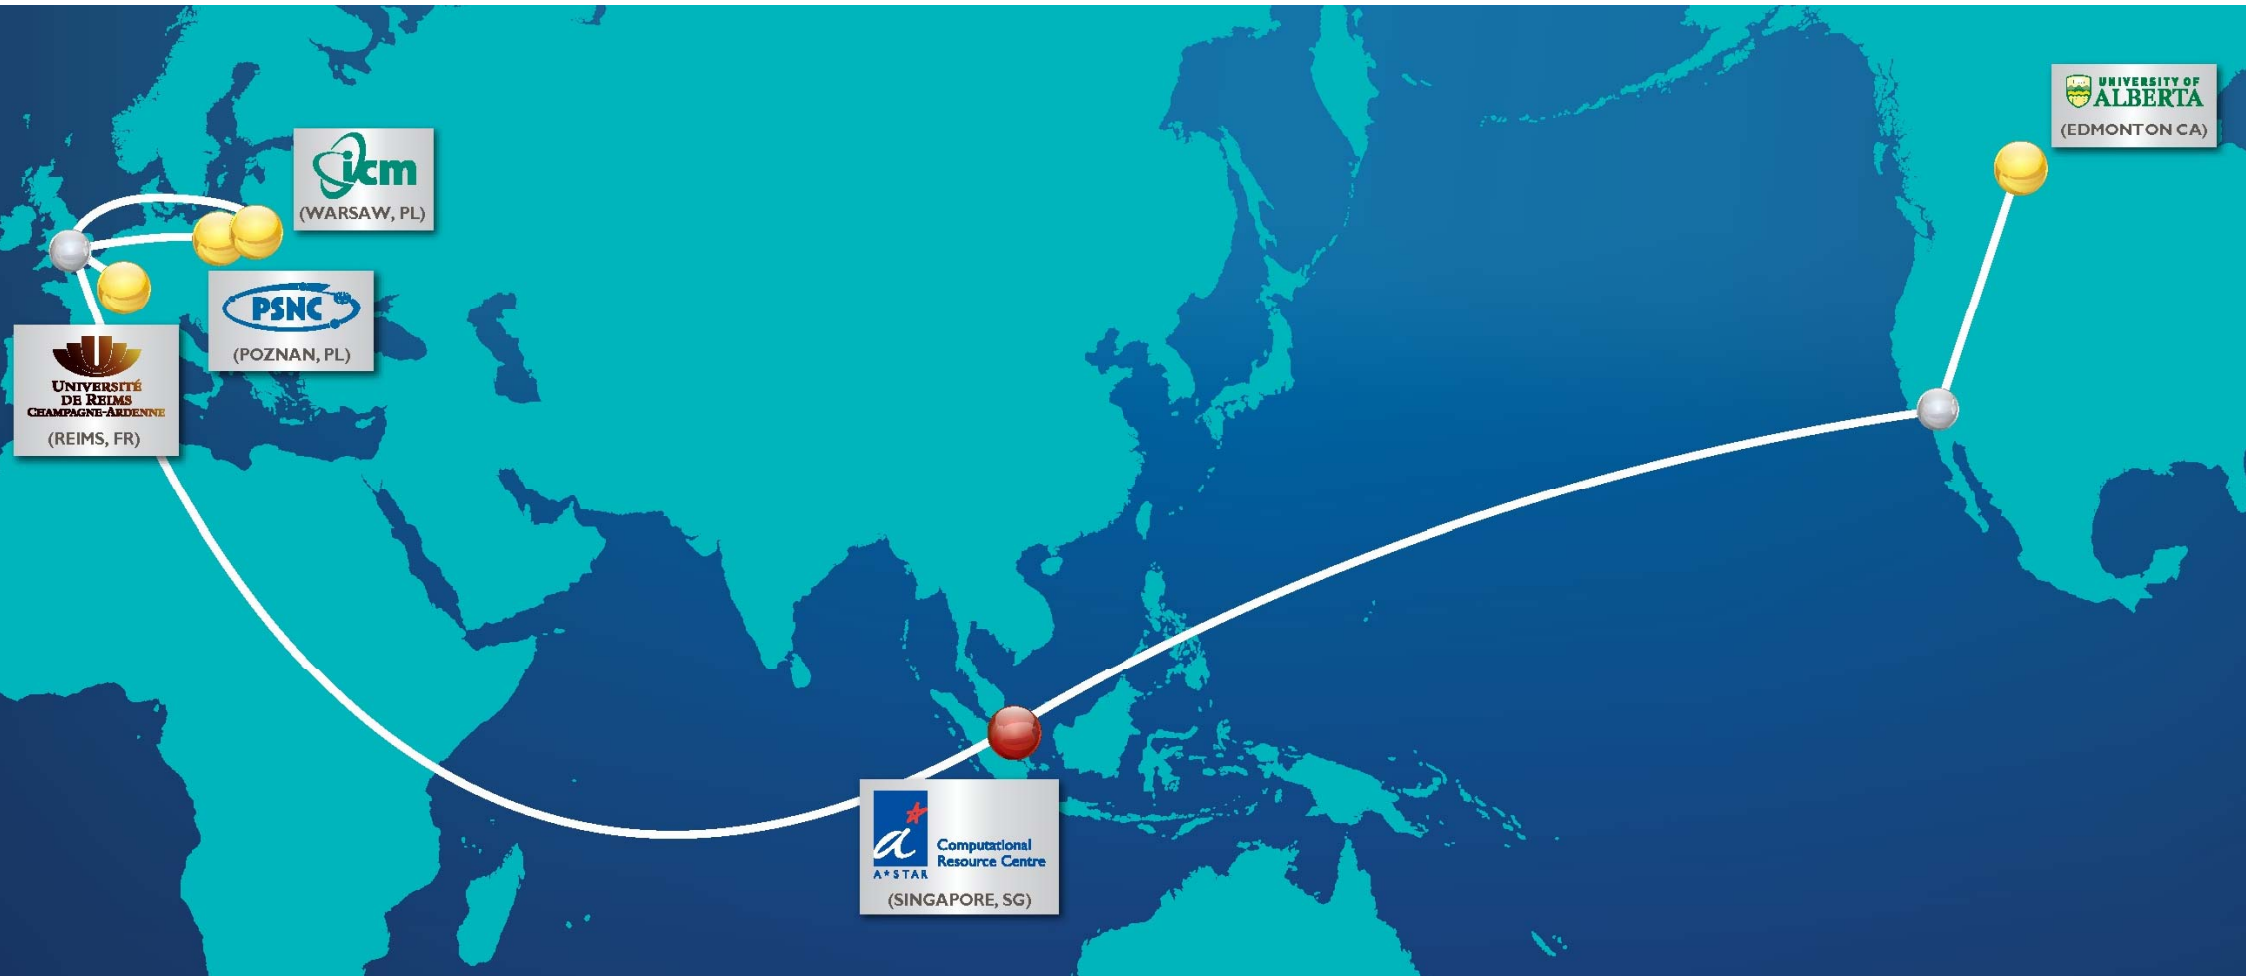 UNIVERSITY OF
ALBERTA
(EDMONTON CA)
icm
(WARSAW, PL)
PSNC
(POZNAN, PL)
UNIVERSITÉ
DE REIMS
CHAMPAGNE-ARDENNE
(REIMS, FR)
a
A*STAR
Computational
Resource Centre
(SINGAPORE, SG)